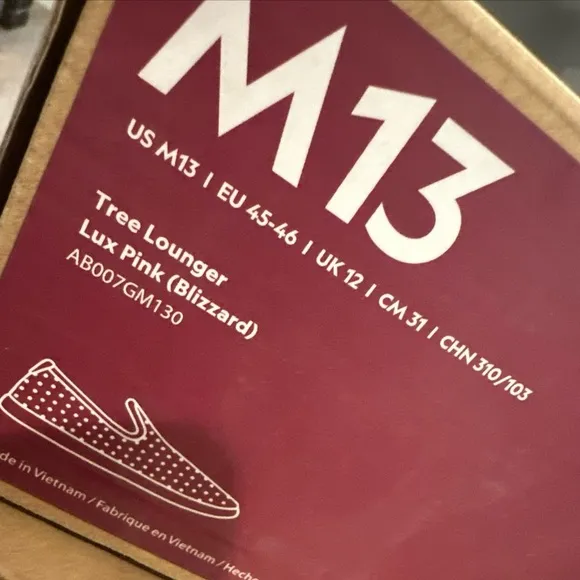 M13
US M13 | EU 45-46 | UK 12 | CM 31 | CHN 310/103
Tree Lounger
Lux Pink (Blizzard)
AB007GM130
de in Vietnam / Fabrique en Vietnam / Heche